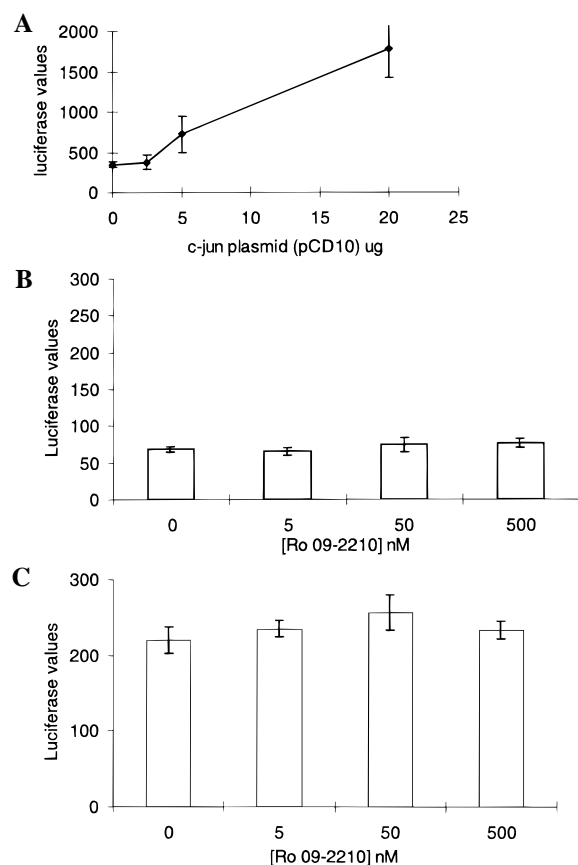 A
2000
1500
1000
500
0
luciferase values
0 5 10 15 20 25
c-jun plasmid (pCD10) ug
B
300
250
200
150
100
50
0
Luciferase values
0 5 50 500
[Ro 09-2210] nM
C
300
200
100
0
Luciferase values
0 5 50 500
[Ro 09-2210] nM